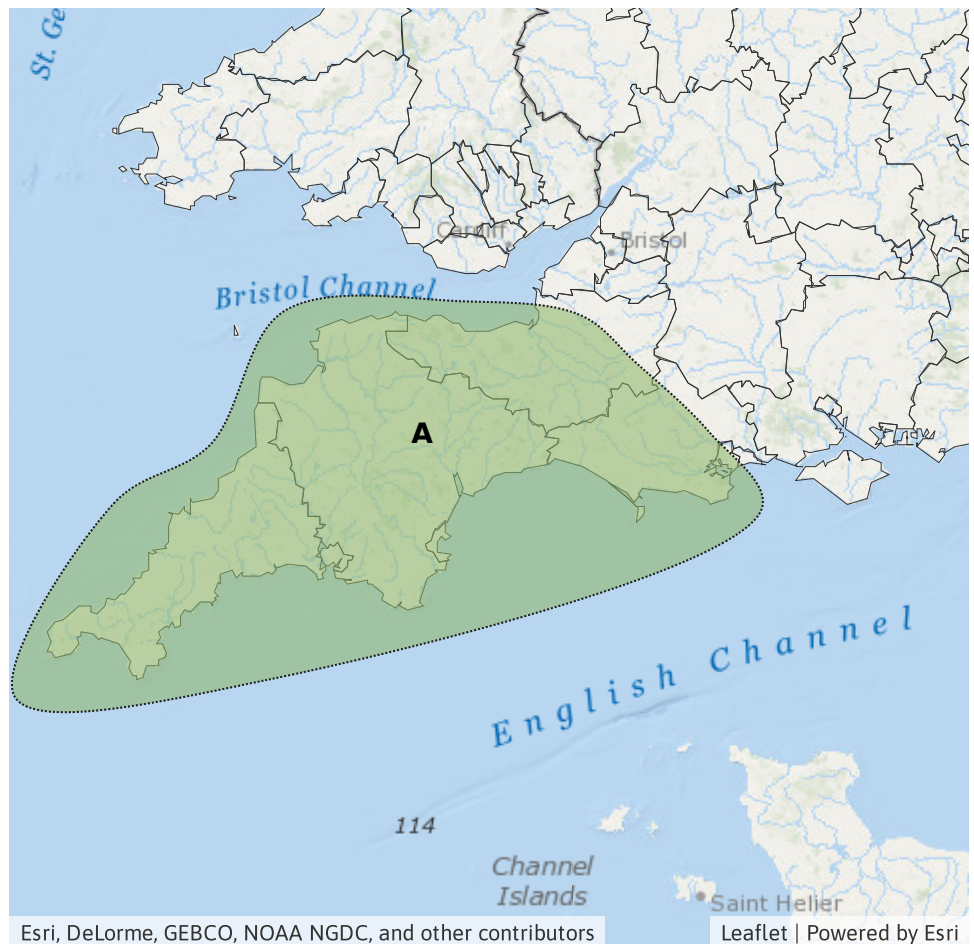 St. Ge
Cardiff
Bristol
Bristol Channel
A
English Channel
114
Channel
Islands
Saint Helier
Esri, DeLorme, GEBCO, NOAA NGDC, and other contributors
Leaflet | Powered by Esri